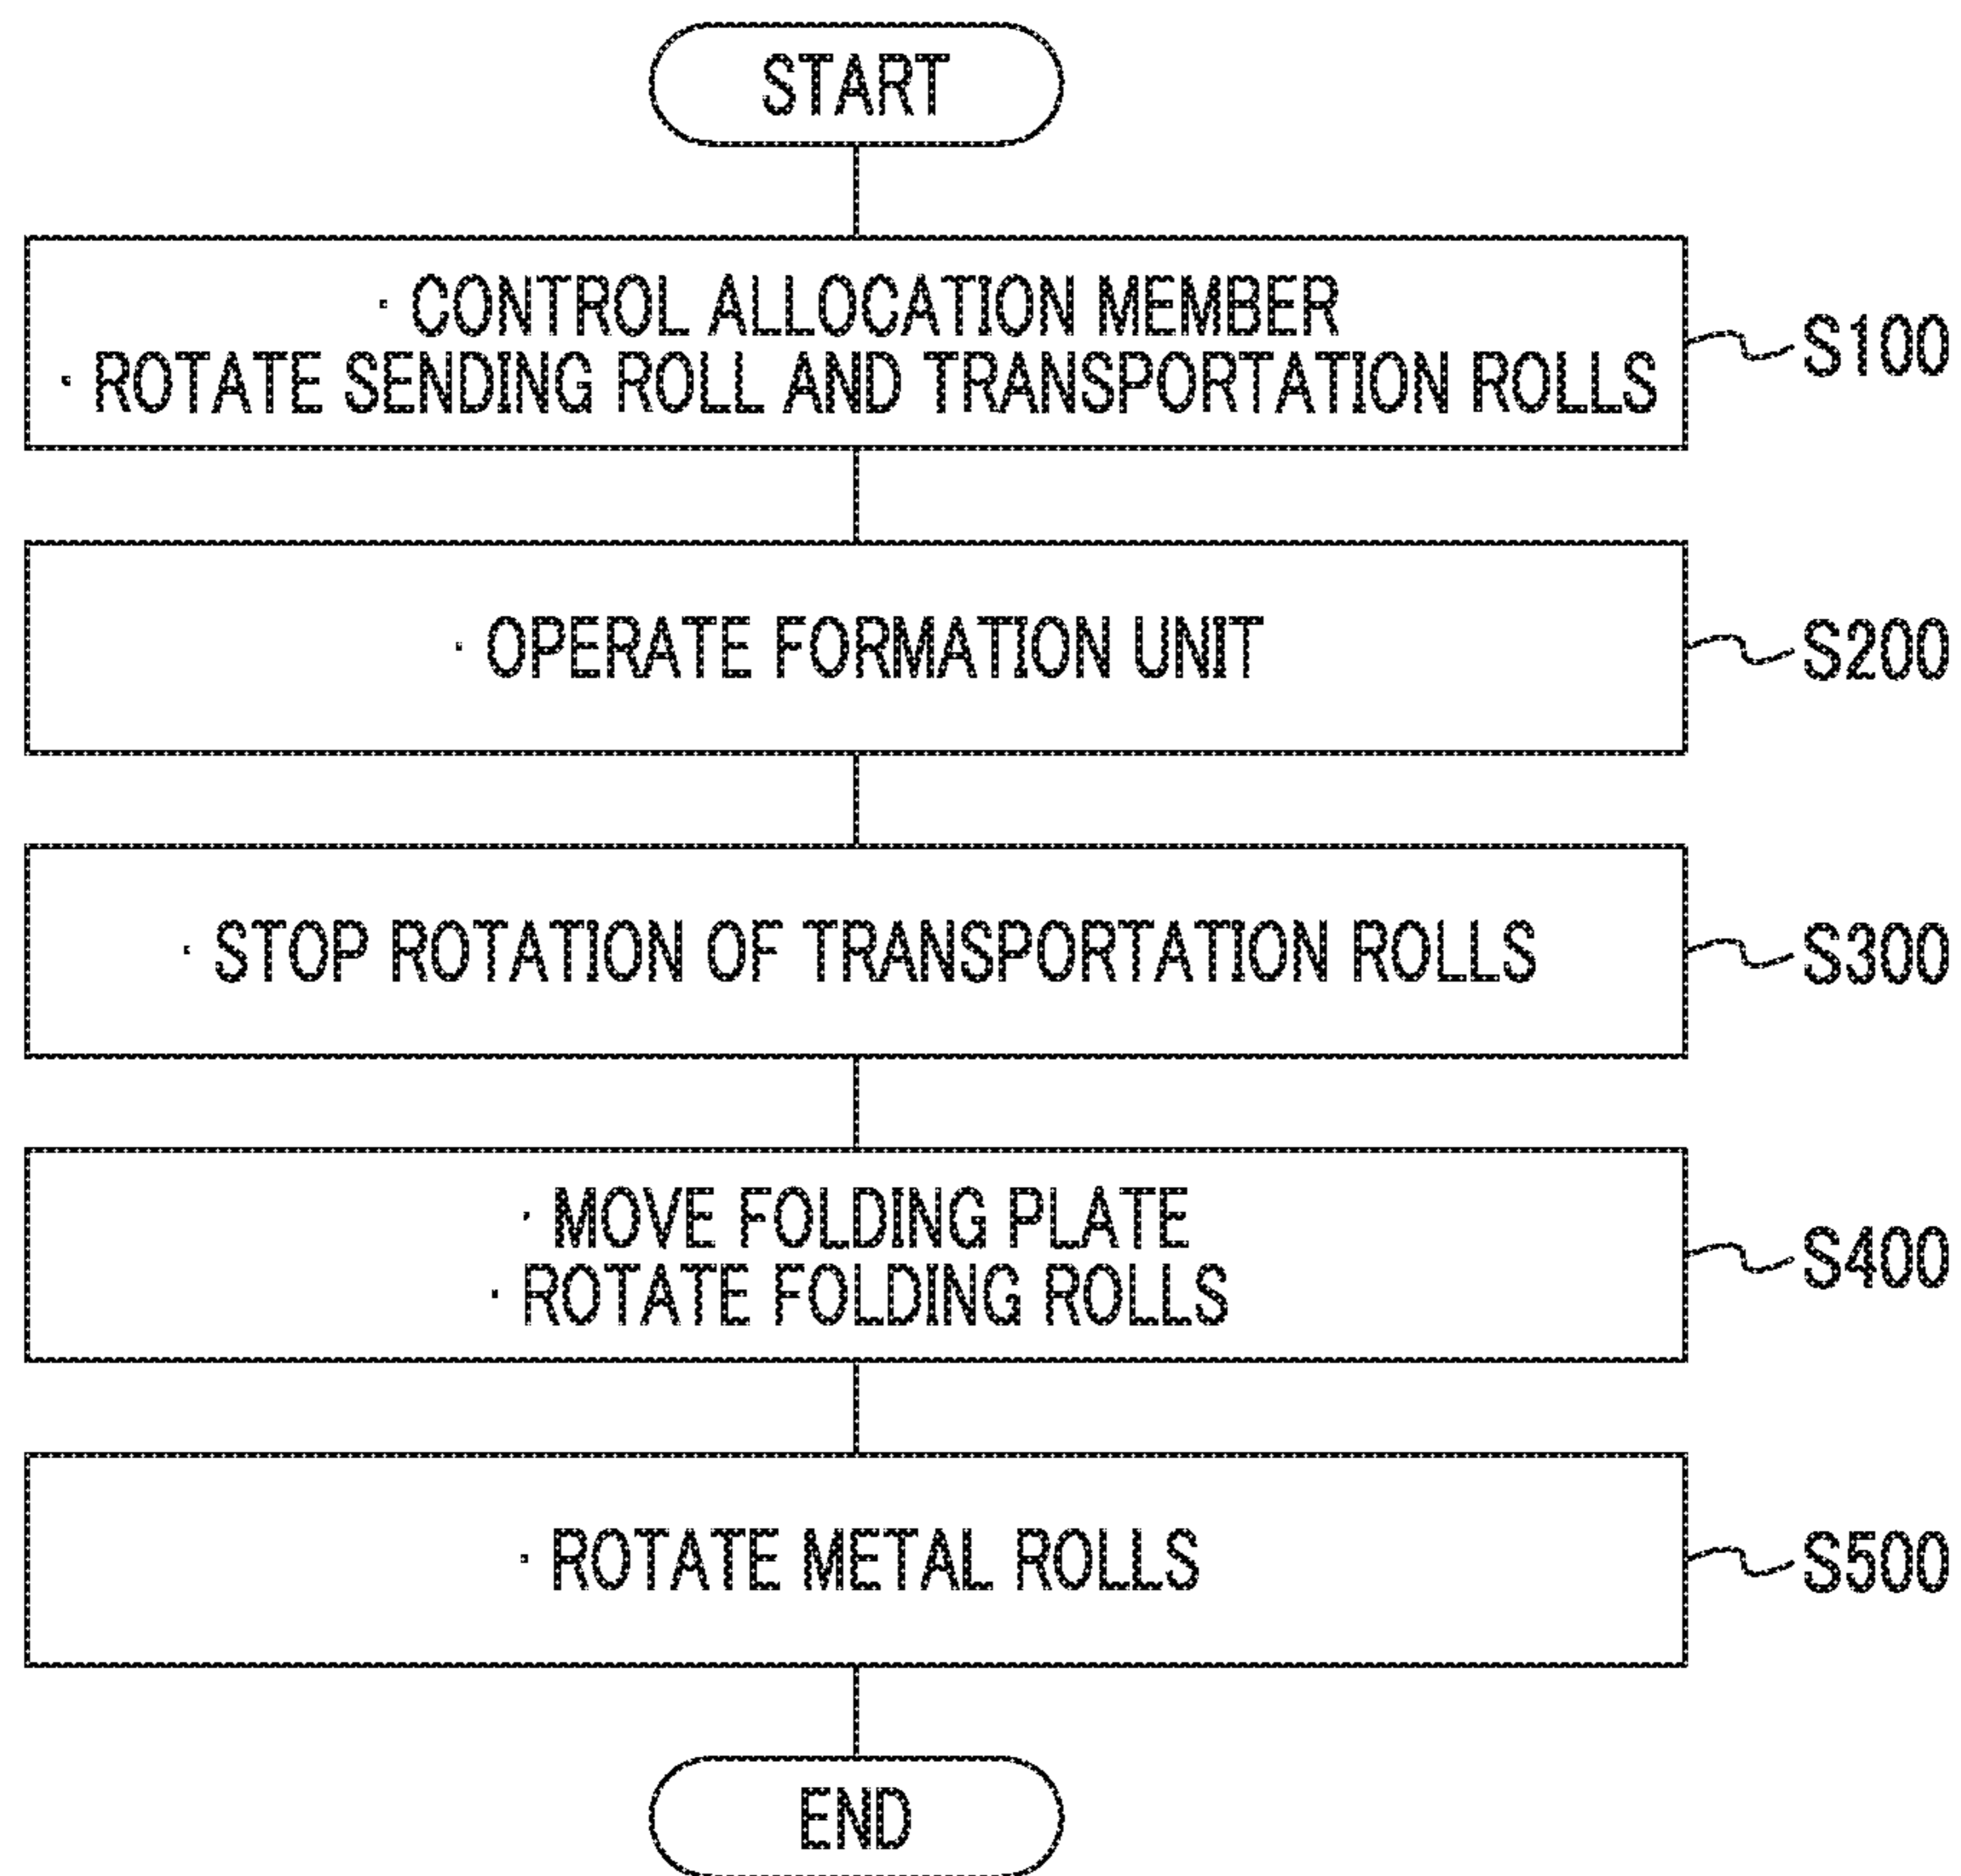 START
· CONTROL ALLOCATION MEMBER
· ROTATE SENDING ROLL AND TRANSPORTATION ROLLS
S100
· OPERATE FORMATION UNIT
S200
· STOP ROTATION OF TRANSPORTATION ROLLS
S300
· MOVE FOLDING PLATE
· ROTATE FOLDING ROLLS
S400
· ROTATE METAL ROLLS
S500
END